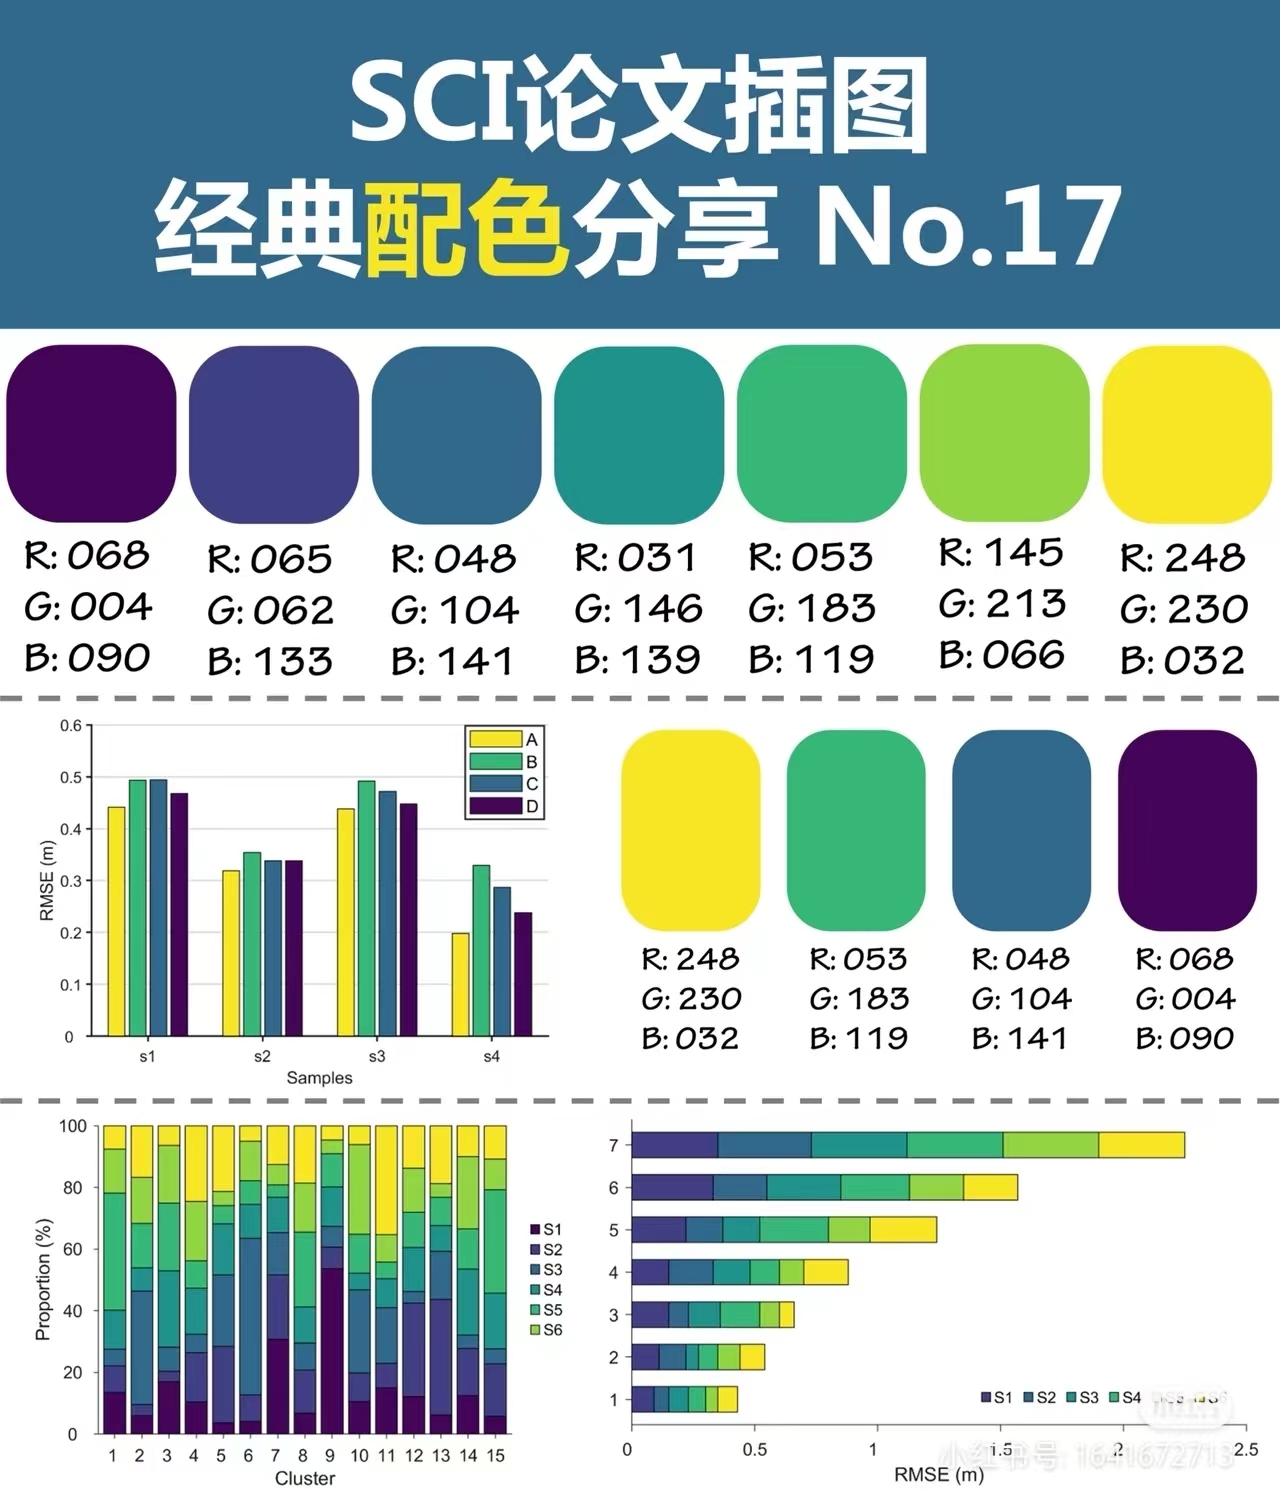 SCI论文插图
经典配色分享 No.17
R: 068 R: 065 R: 048 R: 031 R: 053 R: 145 R: 248
G: 004 G: 062 G: 104 G: 146 G: 183 G: 213 G: 230
B: 090 B: 133 B: 141 B: 139 B: 119 B: 066 B: 032
0.6
0.5
0.4
0.3
0.2
0.1
0
RMSE (m)
A
B
C
D
s1 s2 s3 s4
Samples
R: 248 R: 053 R: 048 R: 068
G: 230 G: 183 G: 104 G: 004
B: 032 B: 119 B: 141 B: 090
100
80
60
40
20
0
Proportion (%)
S1
S2
S3
S4
S5
S6
1 2 3 4 5 6 7 8 9 10 11 12 13 14 15
Cluster
7
6
5
4
3
2
1
S1 S2 S3 S4
0 0.5 1 1.5 2 2.5
RMSE (m)
小红书号: 1641672713